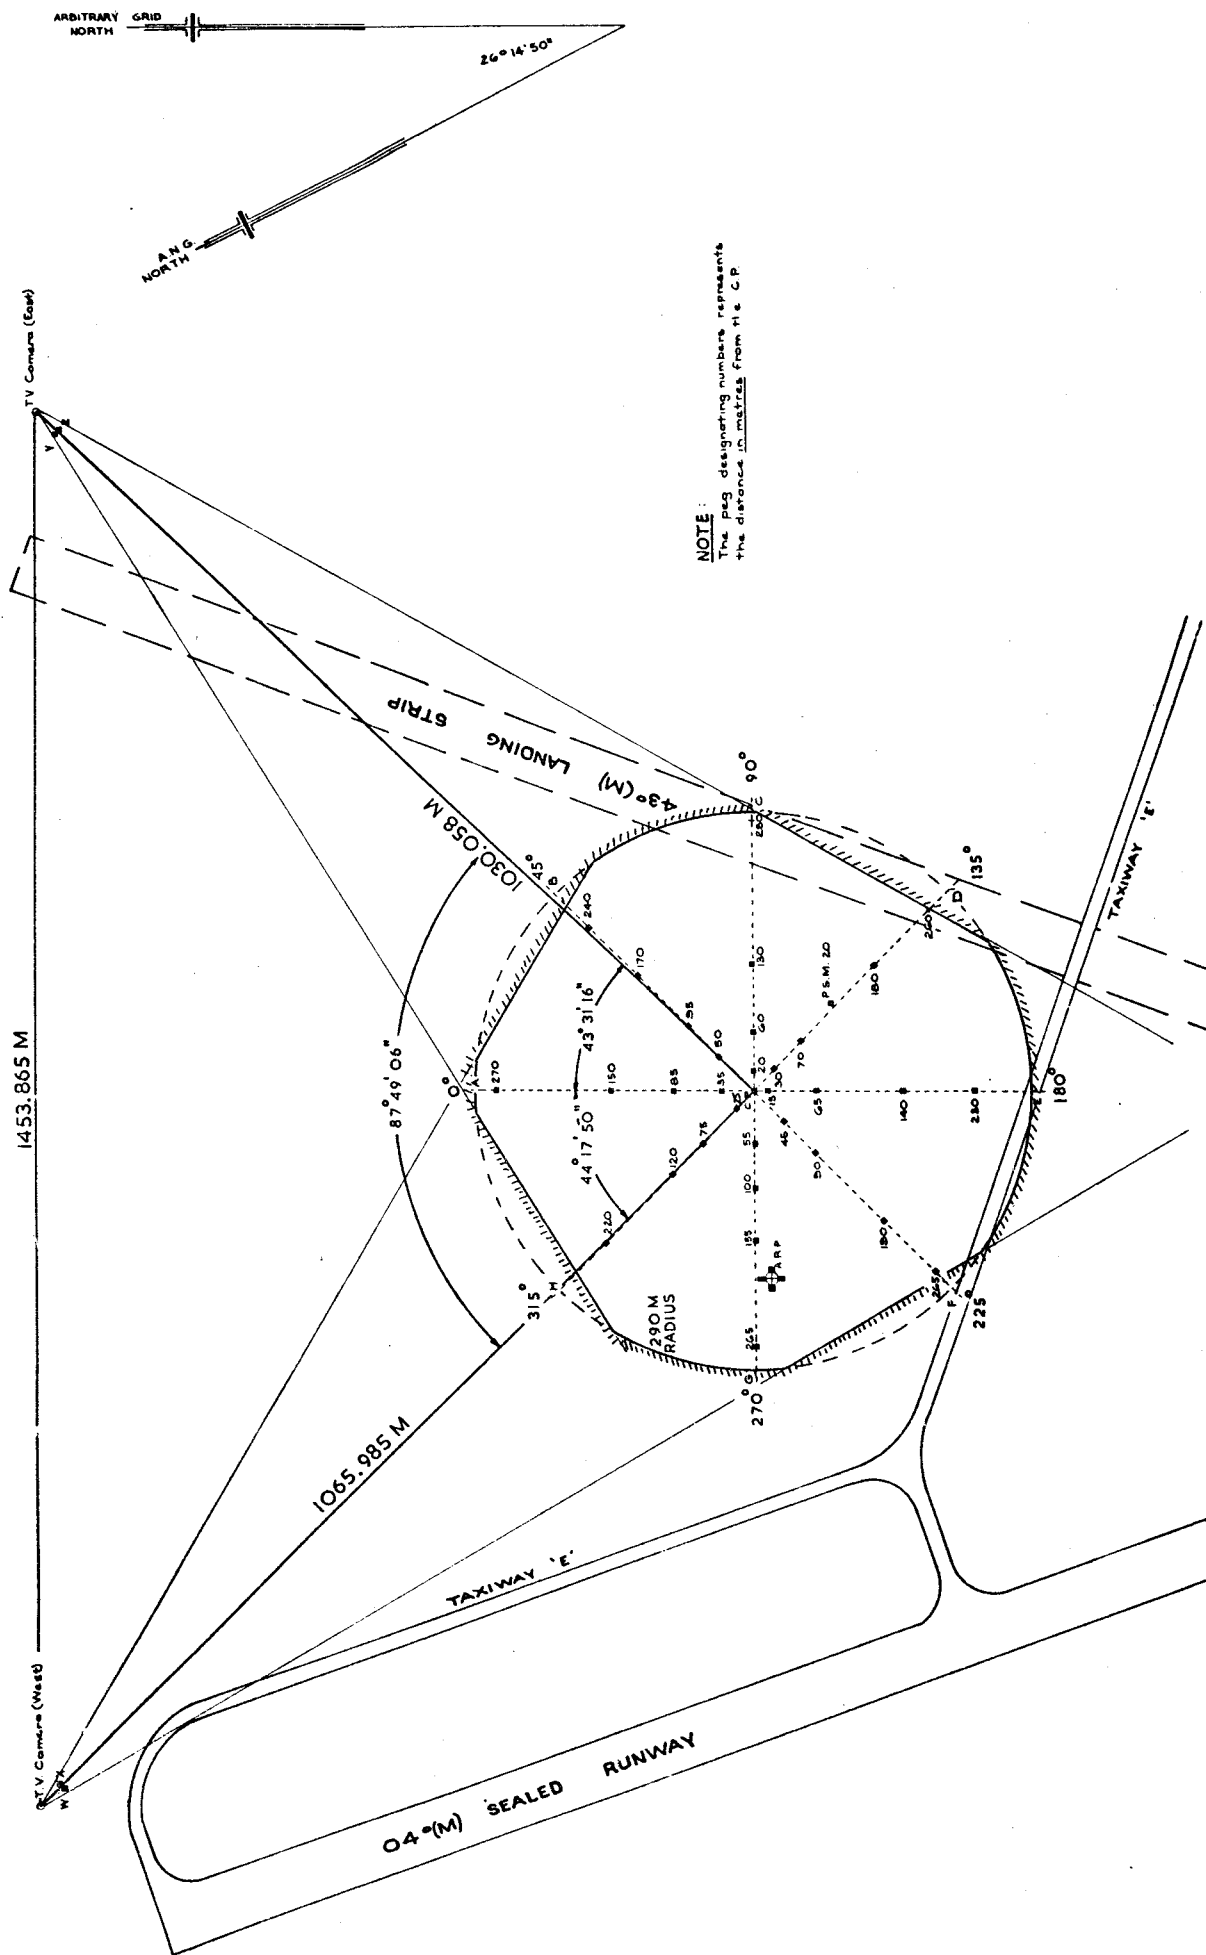 ARBITRARY GRID
NORTH
26° 14' 50"
A.N.G.
NORTH
TV Camera (East)
Y
Z
1453.865 M
NOTE :
The peg designating numbers represents
the distance in metres from the C.P.
43°(M) LANDING STRIP
1030.058 M
87° 49' 06"
43° 31' 16"
44° 17' 50"
1065.985 M
T.V. Camera (West)
W
X
0°
A
270
150
85
35
45°
B
240
170
95
50
90°
C
280
130
60
20
135°
D
260
180
P.S.M. 20
70
30
180°
E
220
140
65
15
225°
F
265
180
90
45
270°
G
265
155
100
55
A.R.P
315°
H
220
120
75
25
290 M
RADIUS
TAXIWAY 'E'
TAXIWAY 'E'
04°(M) SEALED RUNWAY